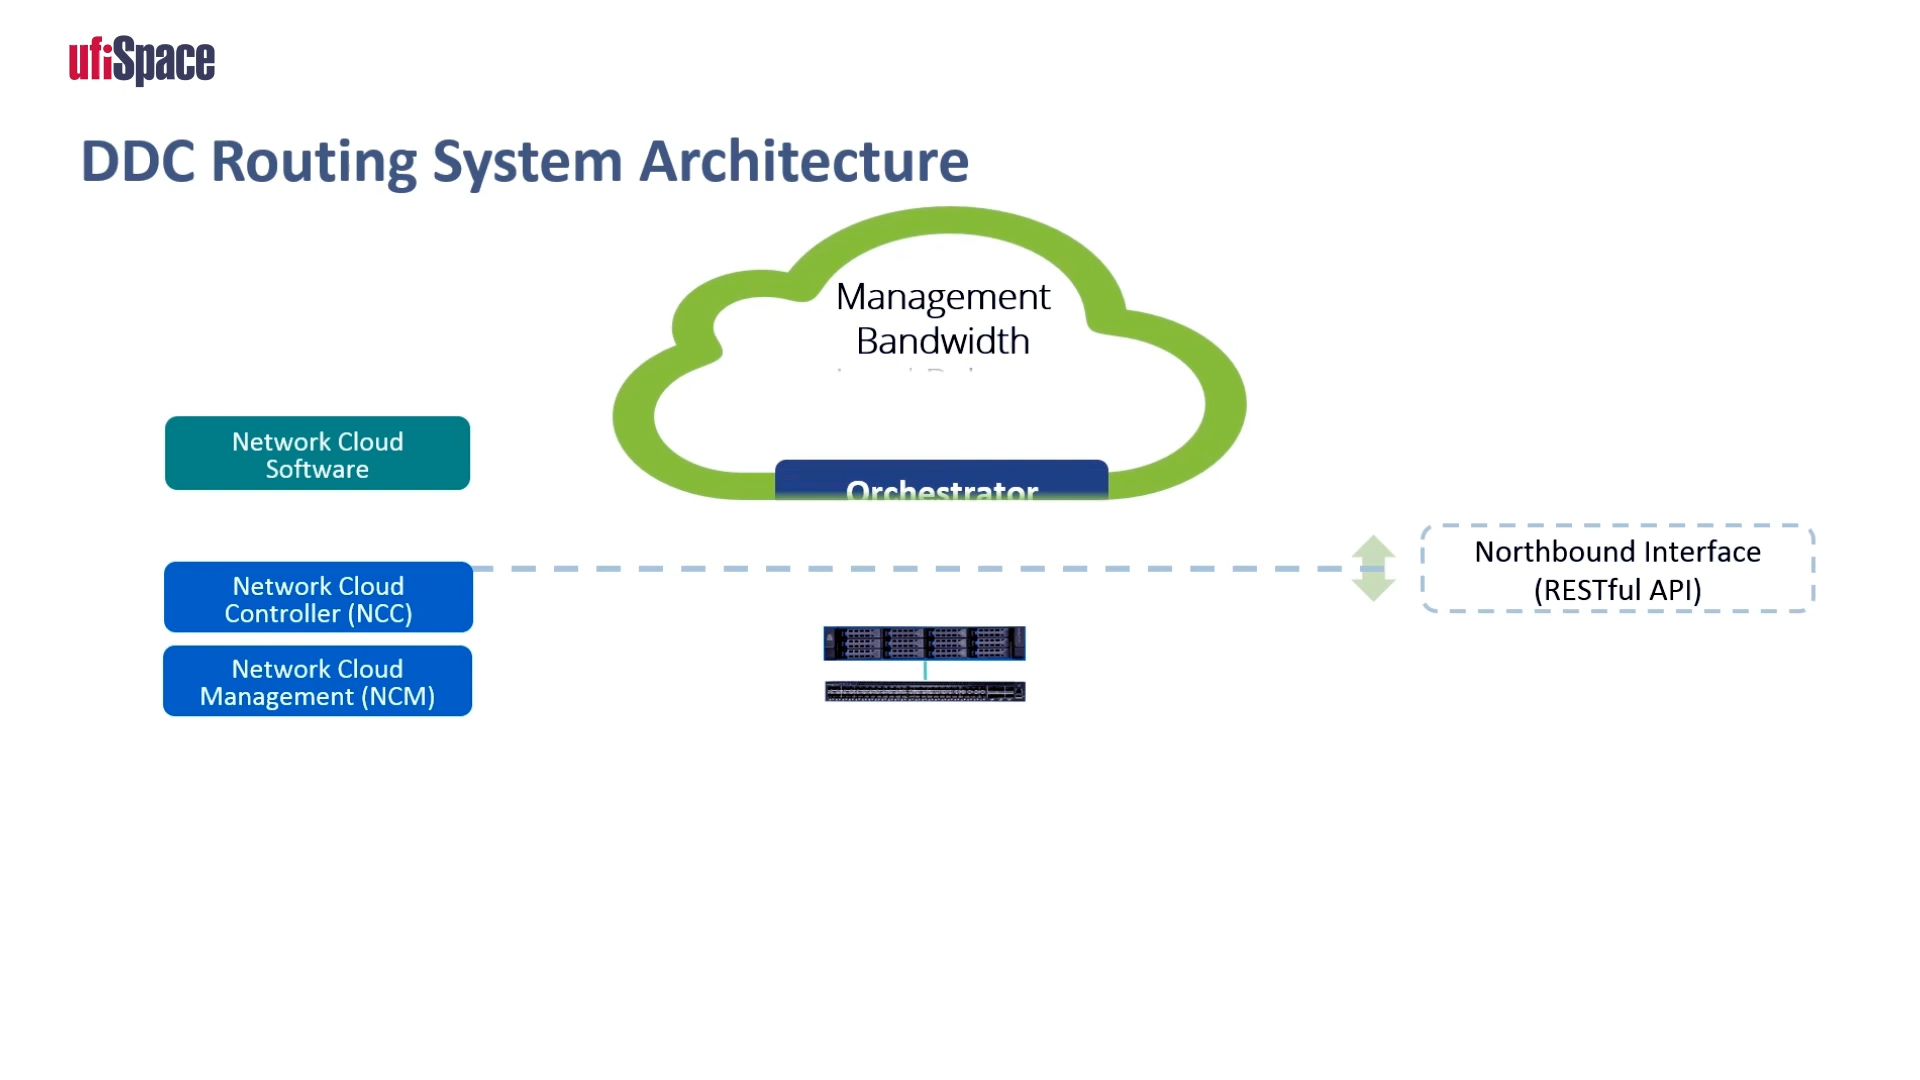 ufiSpace
DDC Routing System Architecture
Management
Bandwidth
Network Cloud
Software
Orchestrator
Northbound Interface
(RESTful API)
Network Cloud
Controller (NCC)
Network Cloud
Management (NCM)